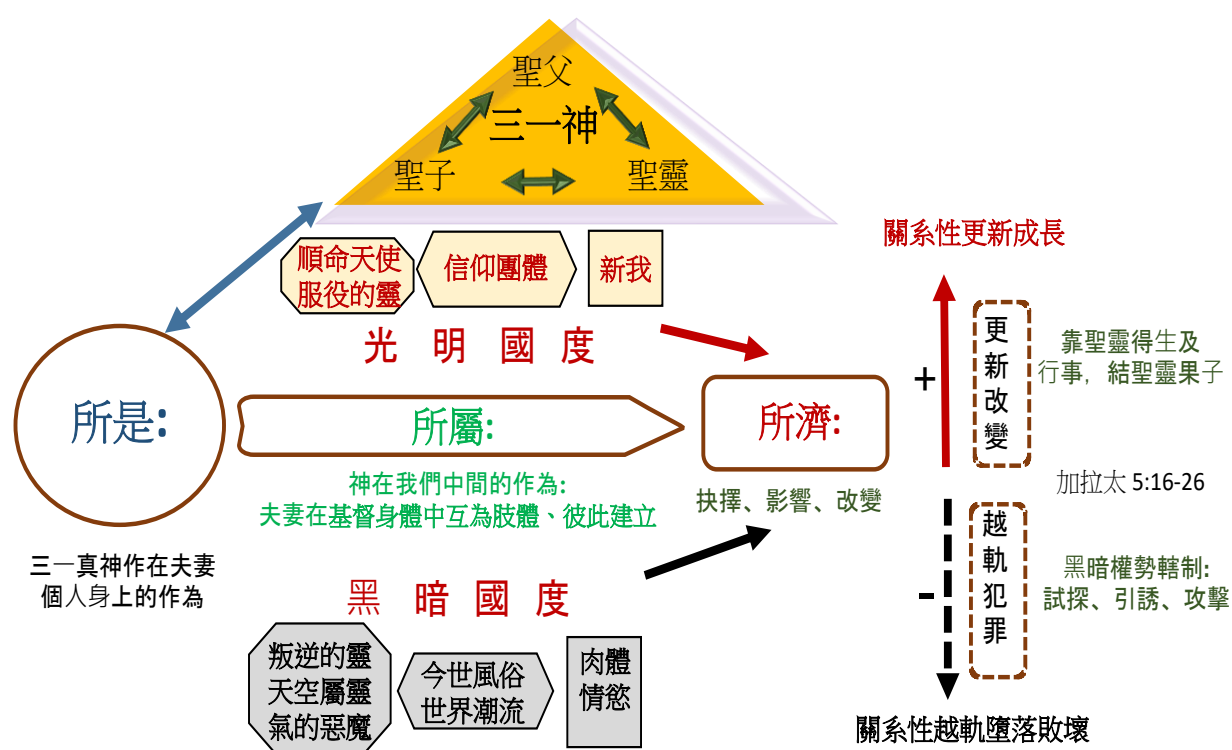 聖父
三一神
聖子
聖靈
順命天使
服役的靈
信仰團體
新我
光明國度
所是:
所屬:
所濟:
神在我們中間的作為:
夫妻在基督身體中互為肢體、彼此建立
抉擇、影響、改變
三一真神作在夫妻
個人身上的作為
黑暗國度
叛逆的靈
天空屬靈
氣的惡魔
今世風俗
世界潮流
肉體
情慾
關系性更新成長
+
更
新
改
變
靠聖靈得生及
行事, 結聖靈果子
加拉太 5:16-26
-
越
軌
犯
罪
黑暗權勢轄制:
試探、引誘、攻擊
關系性越軌墮落敗壞